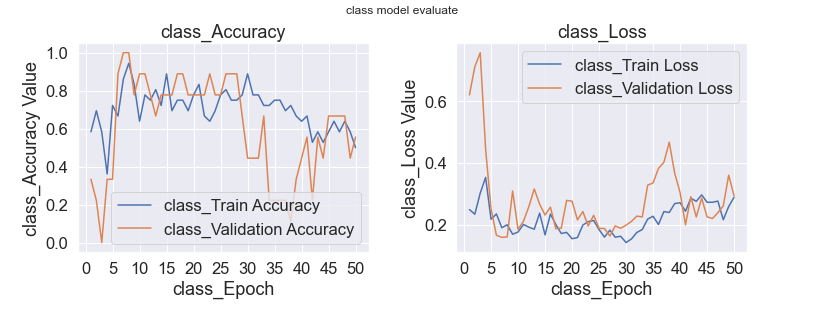 class model evaluate
class_Accuracy
class_Accuracy Value
1.0
0.8
0.6
0.4
0.2
0.0
class_Train Accuracy
class_Validation Accuracy
0 5 10 15 20 25 30 35 40 45 50
class_Epoch
class_Loss
class_Loss Value
0.6
0.4
0.2
class_Train Loss
class_Validation Loss
0 5 10 15 20 25 30 35 40 45 50
class_Epoch